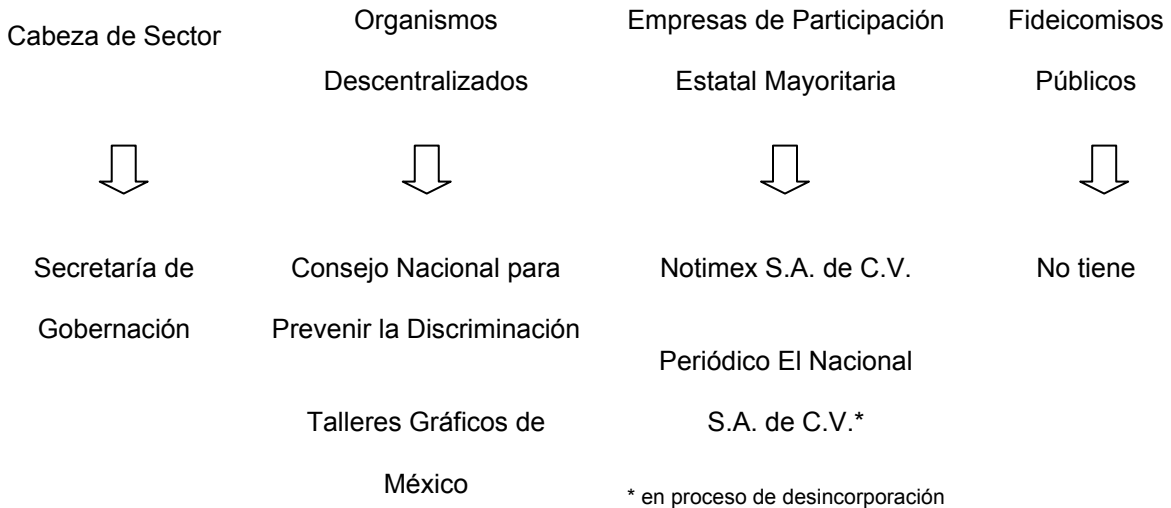 Cabeza de Sector
Organismos
Descentralizados
Empresas de Participación
Estatal Mayoritaria
Fideicomisos
Públicos
Secretaría de
Gobernación
Consejo Nacional para
Prevenir la Discriminación
Talleres Gráficos de
México
Notimex S.A. de C.V.
Periódico El Nacional
S.A. de C.V.*
* en proceso de desincorporación
No tiene